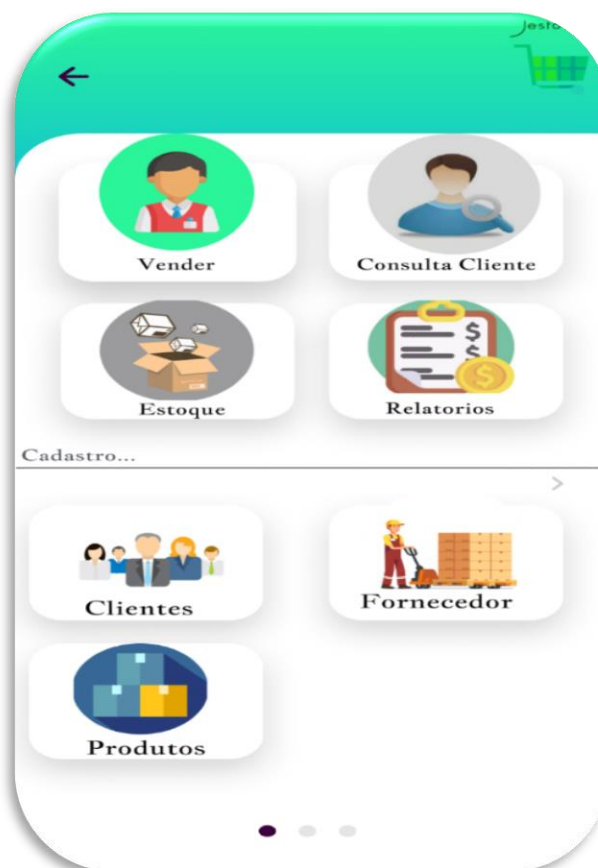 Vender
Consulta Cliente
Estoque
Relatorios
Cadastro...
Clientes
Fornecedor
Produtos